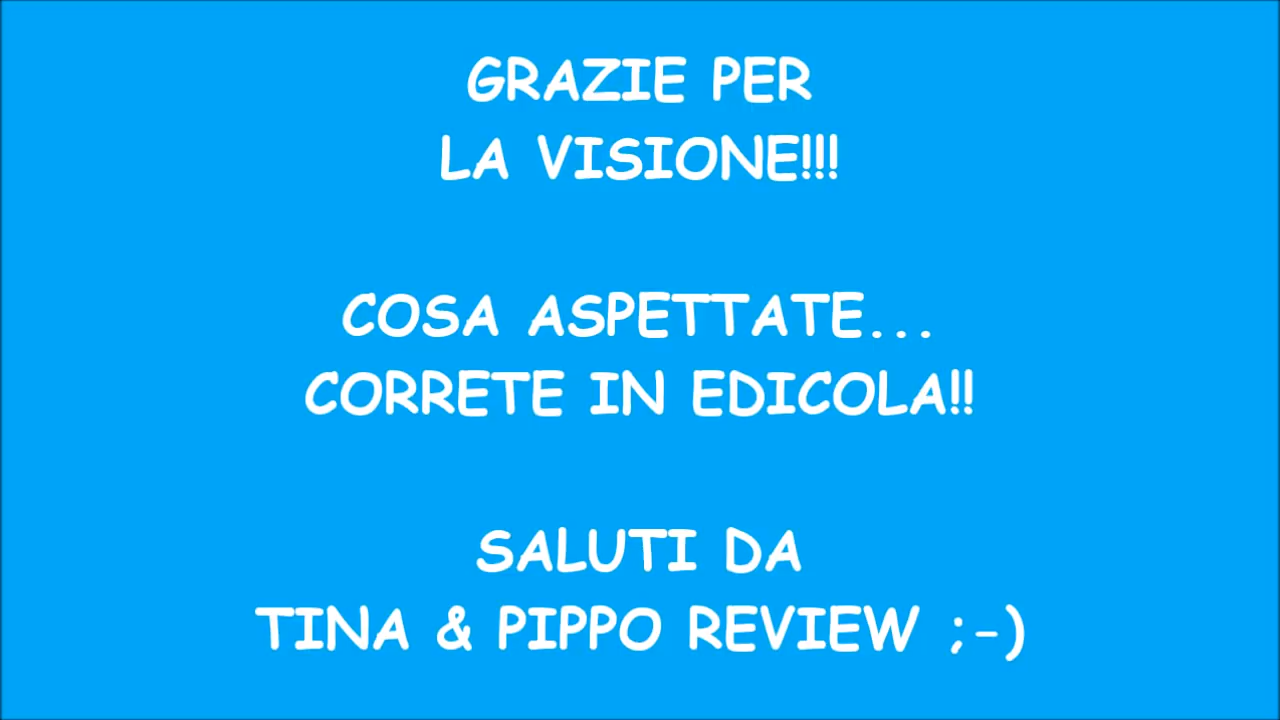 GRAZIE PER
LA VISIONE!!!
COSA ASPETTATE...
CORRETE IN EDICOLA!!
SALUTI DA
TINA & PIPPO REVIEW ;-)